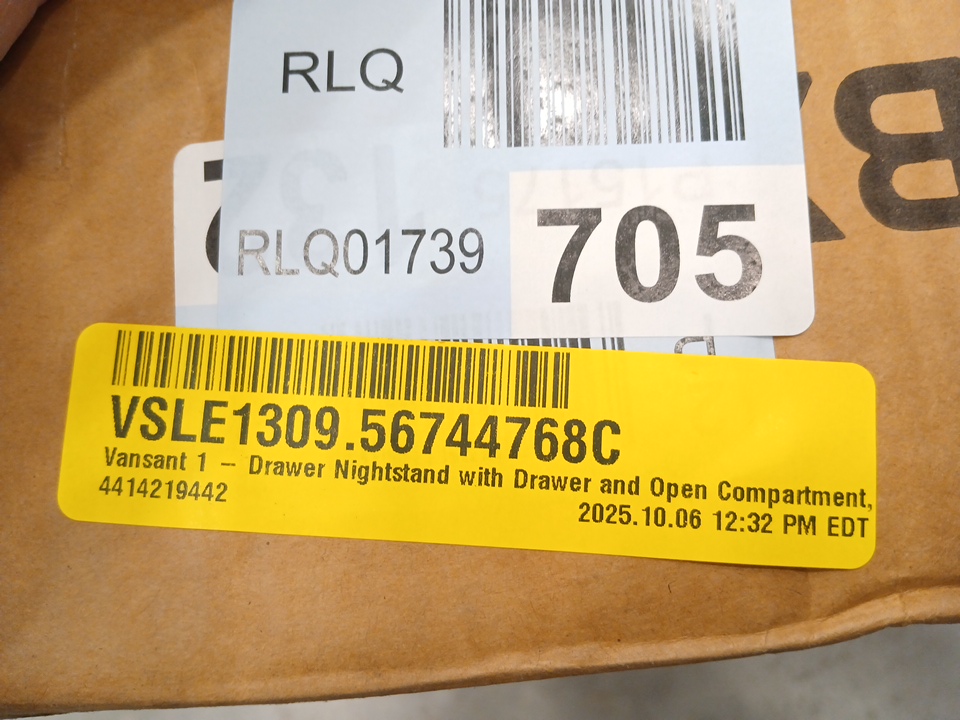 RLQ
RLQ01739
705
VSLE1309.56744768C
Vansant 1 – Drawer Nightstand with Drawer and Open Compartment,
4414219442
2025.10.06 12:32 PM EDT